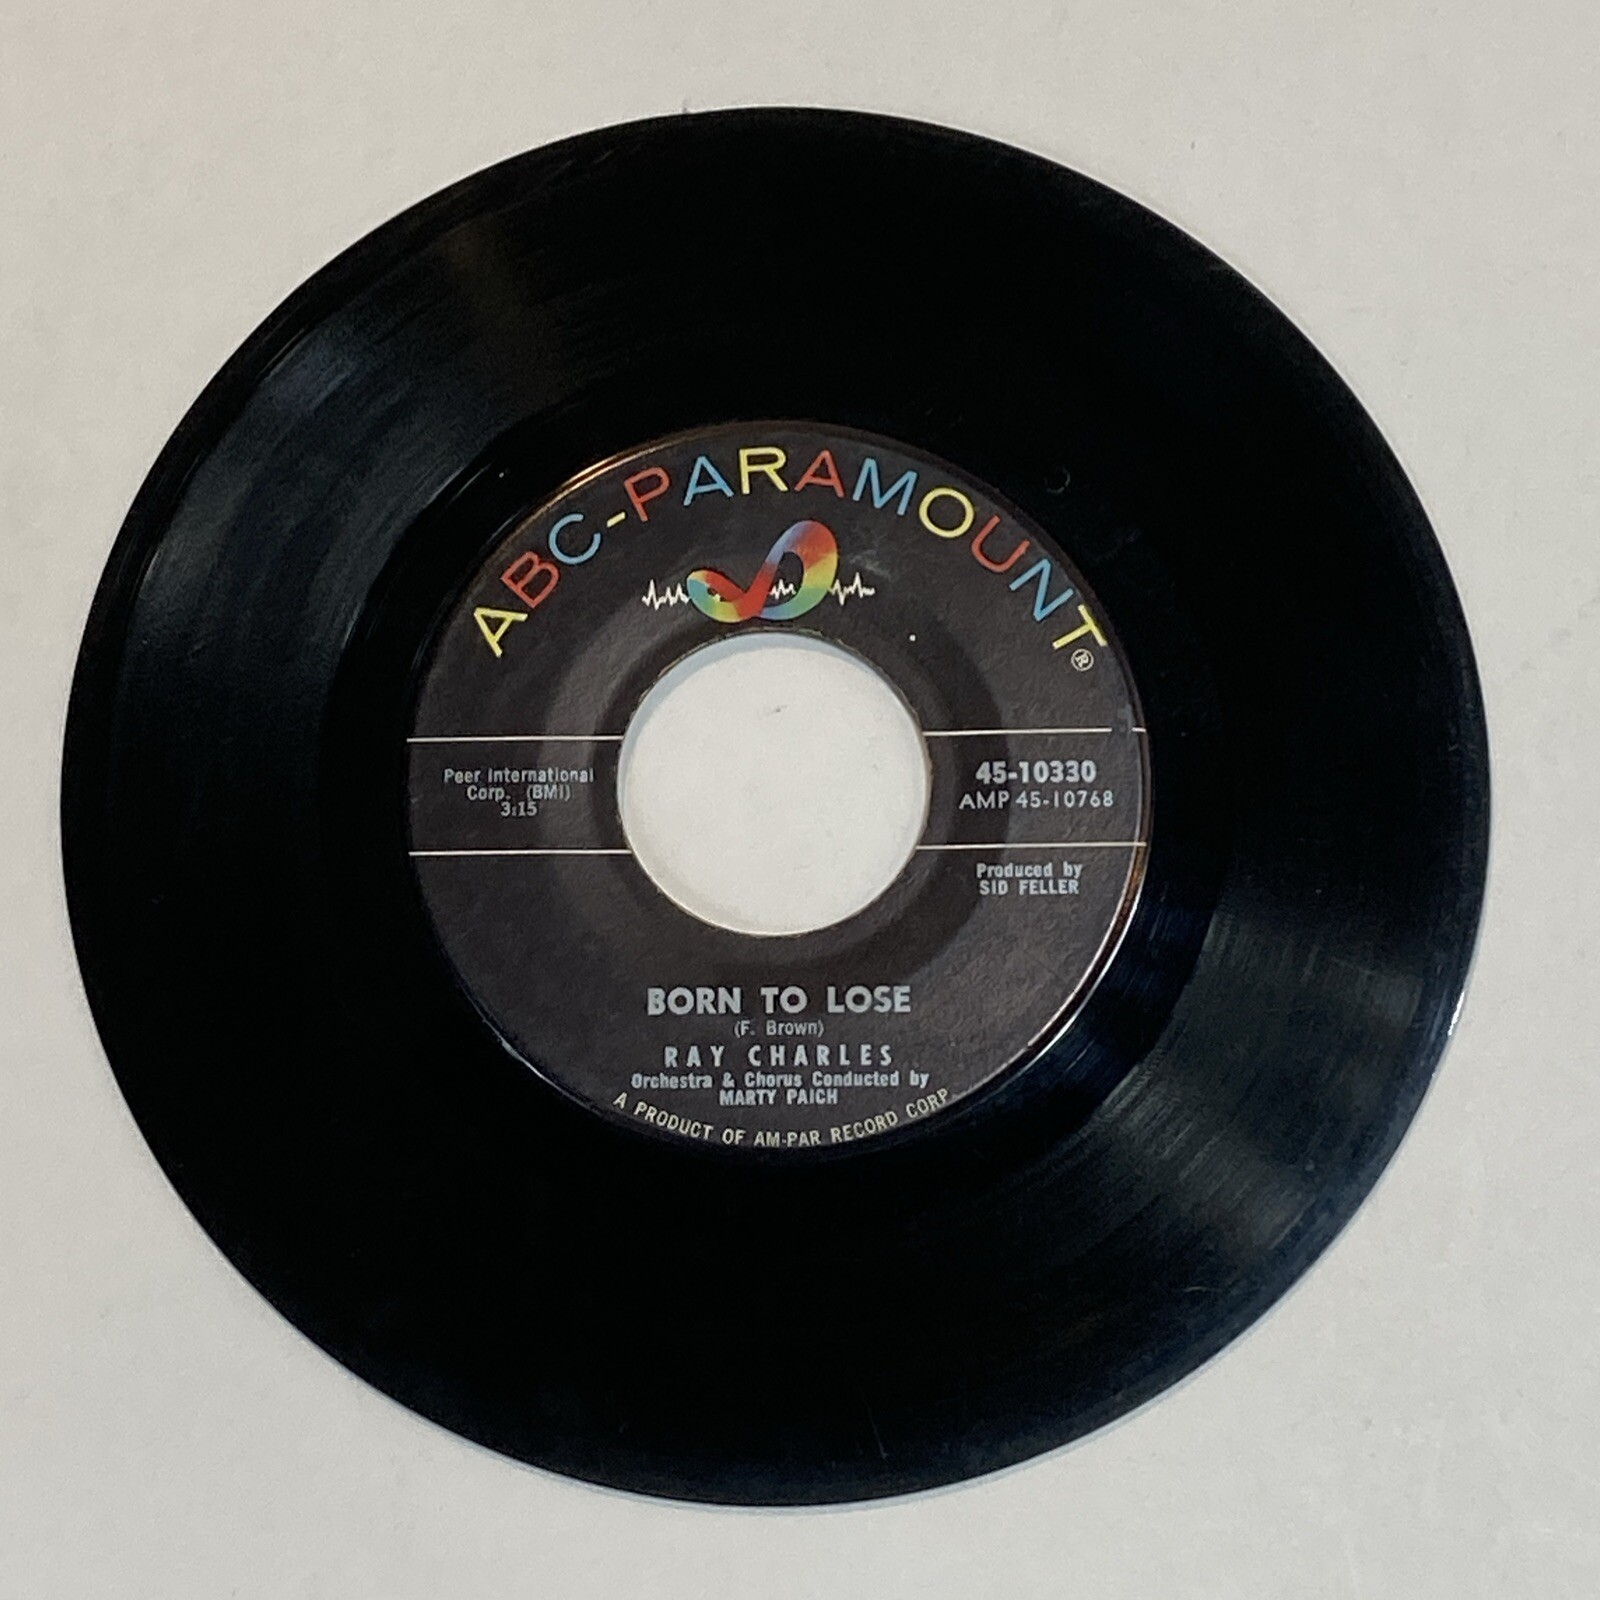 ABC-PARAMOUNT®
Peer International
Corp. (BMI)
3:15
45-10330
AMP 45-10768
Produced by
SID FELLER
BORN TO LOSE
(F. Brown)
RAY CHARLES
Orchestra & Chorus Conducted by
MARTY PAICH
A PRODUCT OF AM-PAR RECORD CORP.